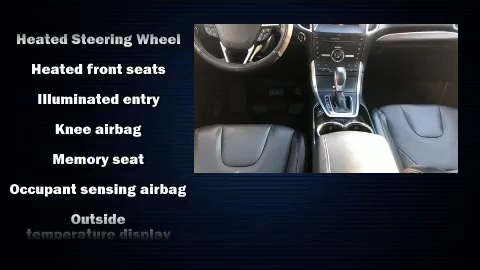 Heated Steering Wheel
Heated front seats
Illuminated entry
Knee airbag
Memory seat
Occupant sensing airbag
Outside
temperature display